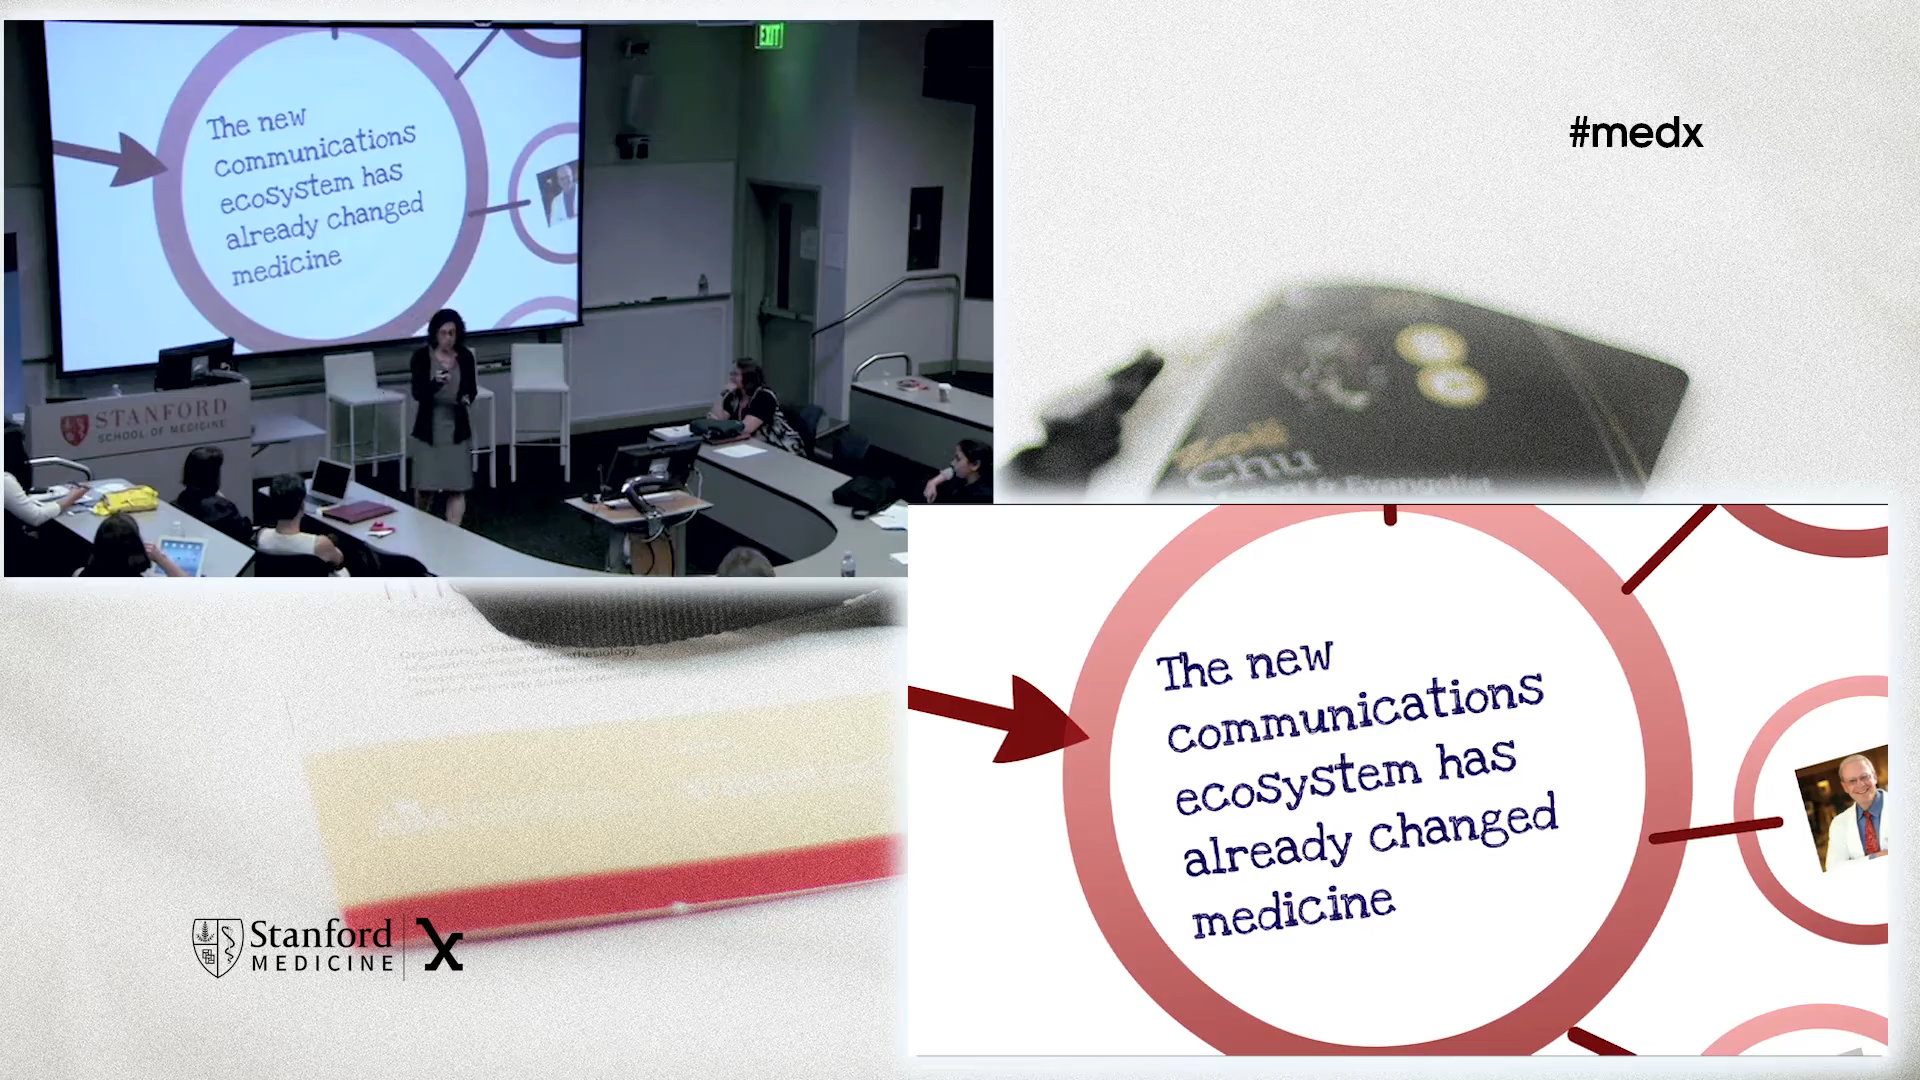 The new
communications
ecosystem has
already changed
medicine
EXIT
STANFORD
SCHOOL OF MEDICINE
#medx
Chu
& Evangelist
The new
communications
ecosystem has
already changed
medicine
Stanford
MEDICINE
X